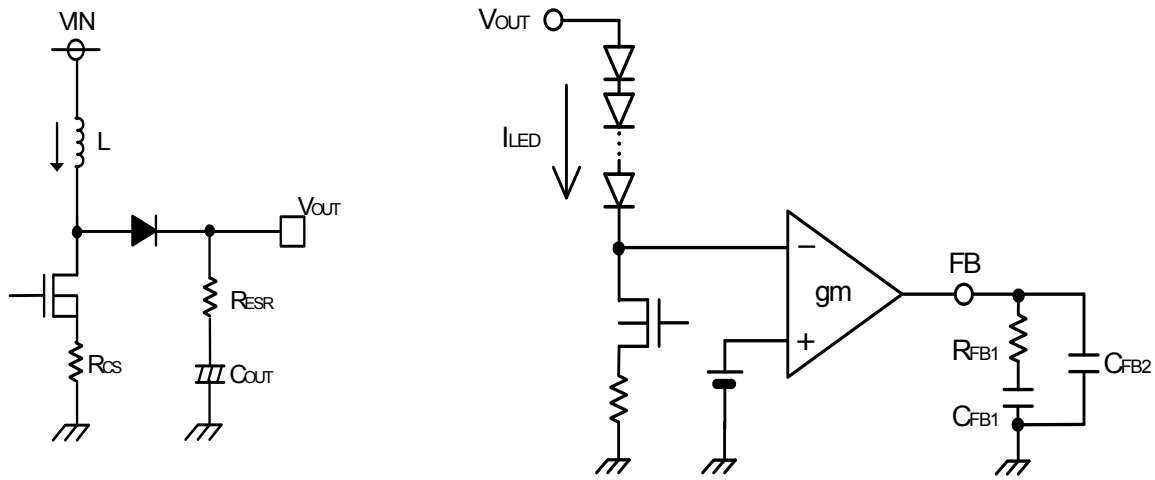 VIN
L
VOUT
RESR
RCS
COUT
VOUT
ILED
−
gm
+
FB
RFB1
CFB2
CFB1